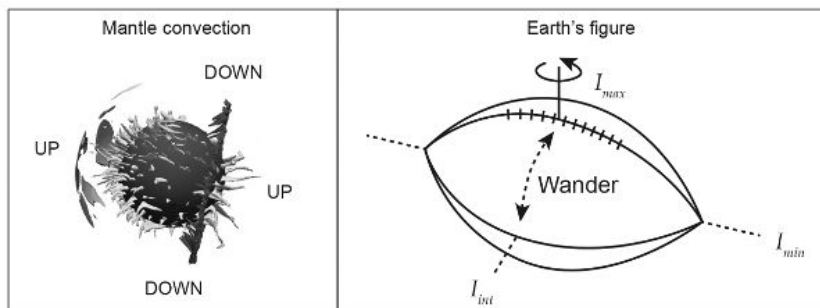 Mantle convection
DOWN
UP
UP
DOWN
Earth's figure
I_max
Wander
I_min
I_int